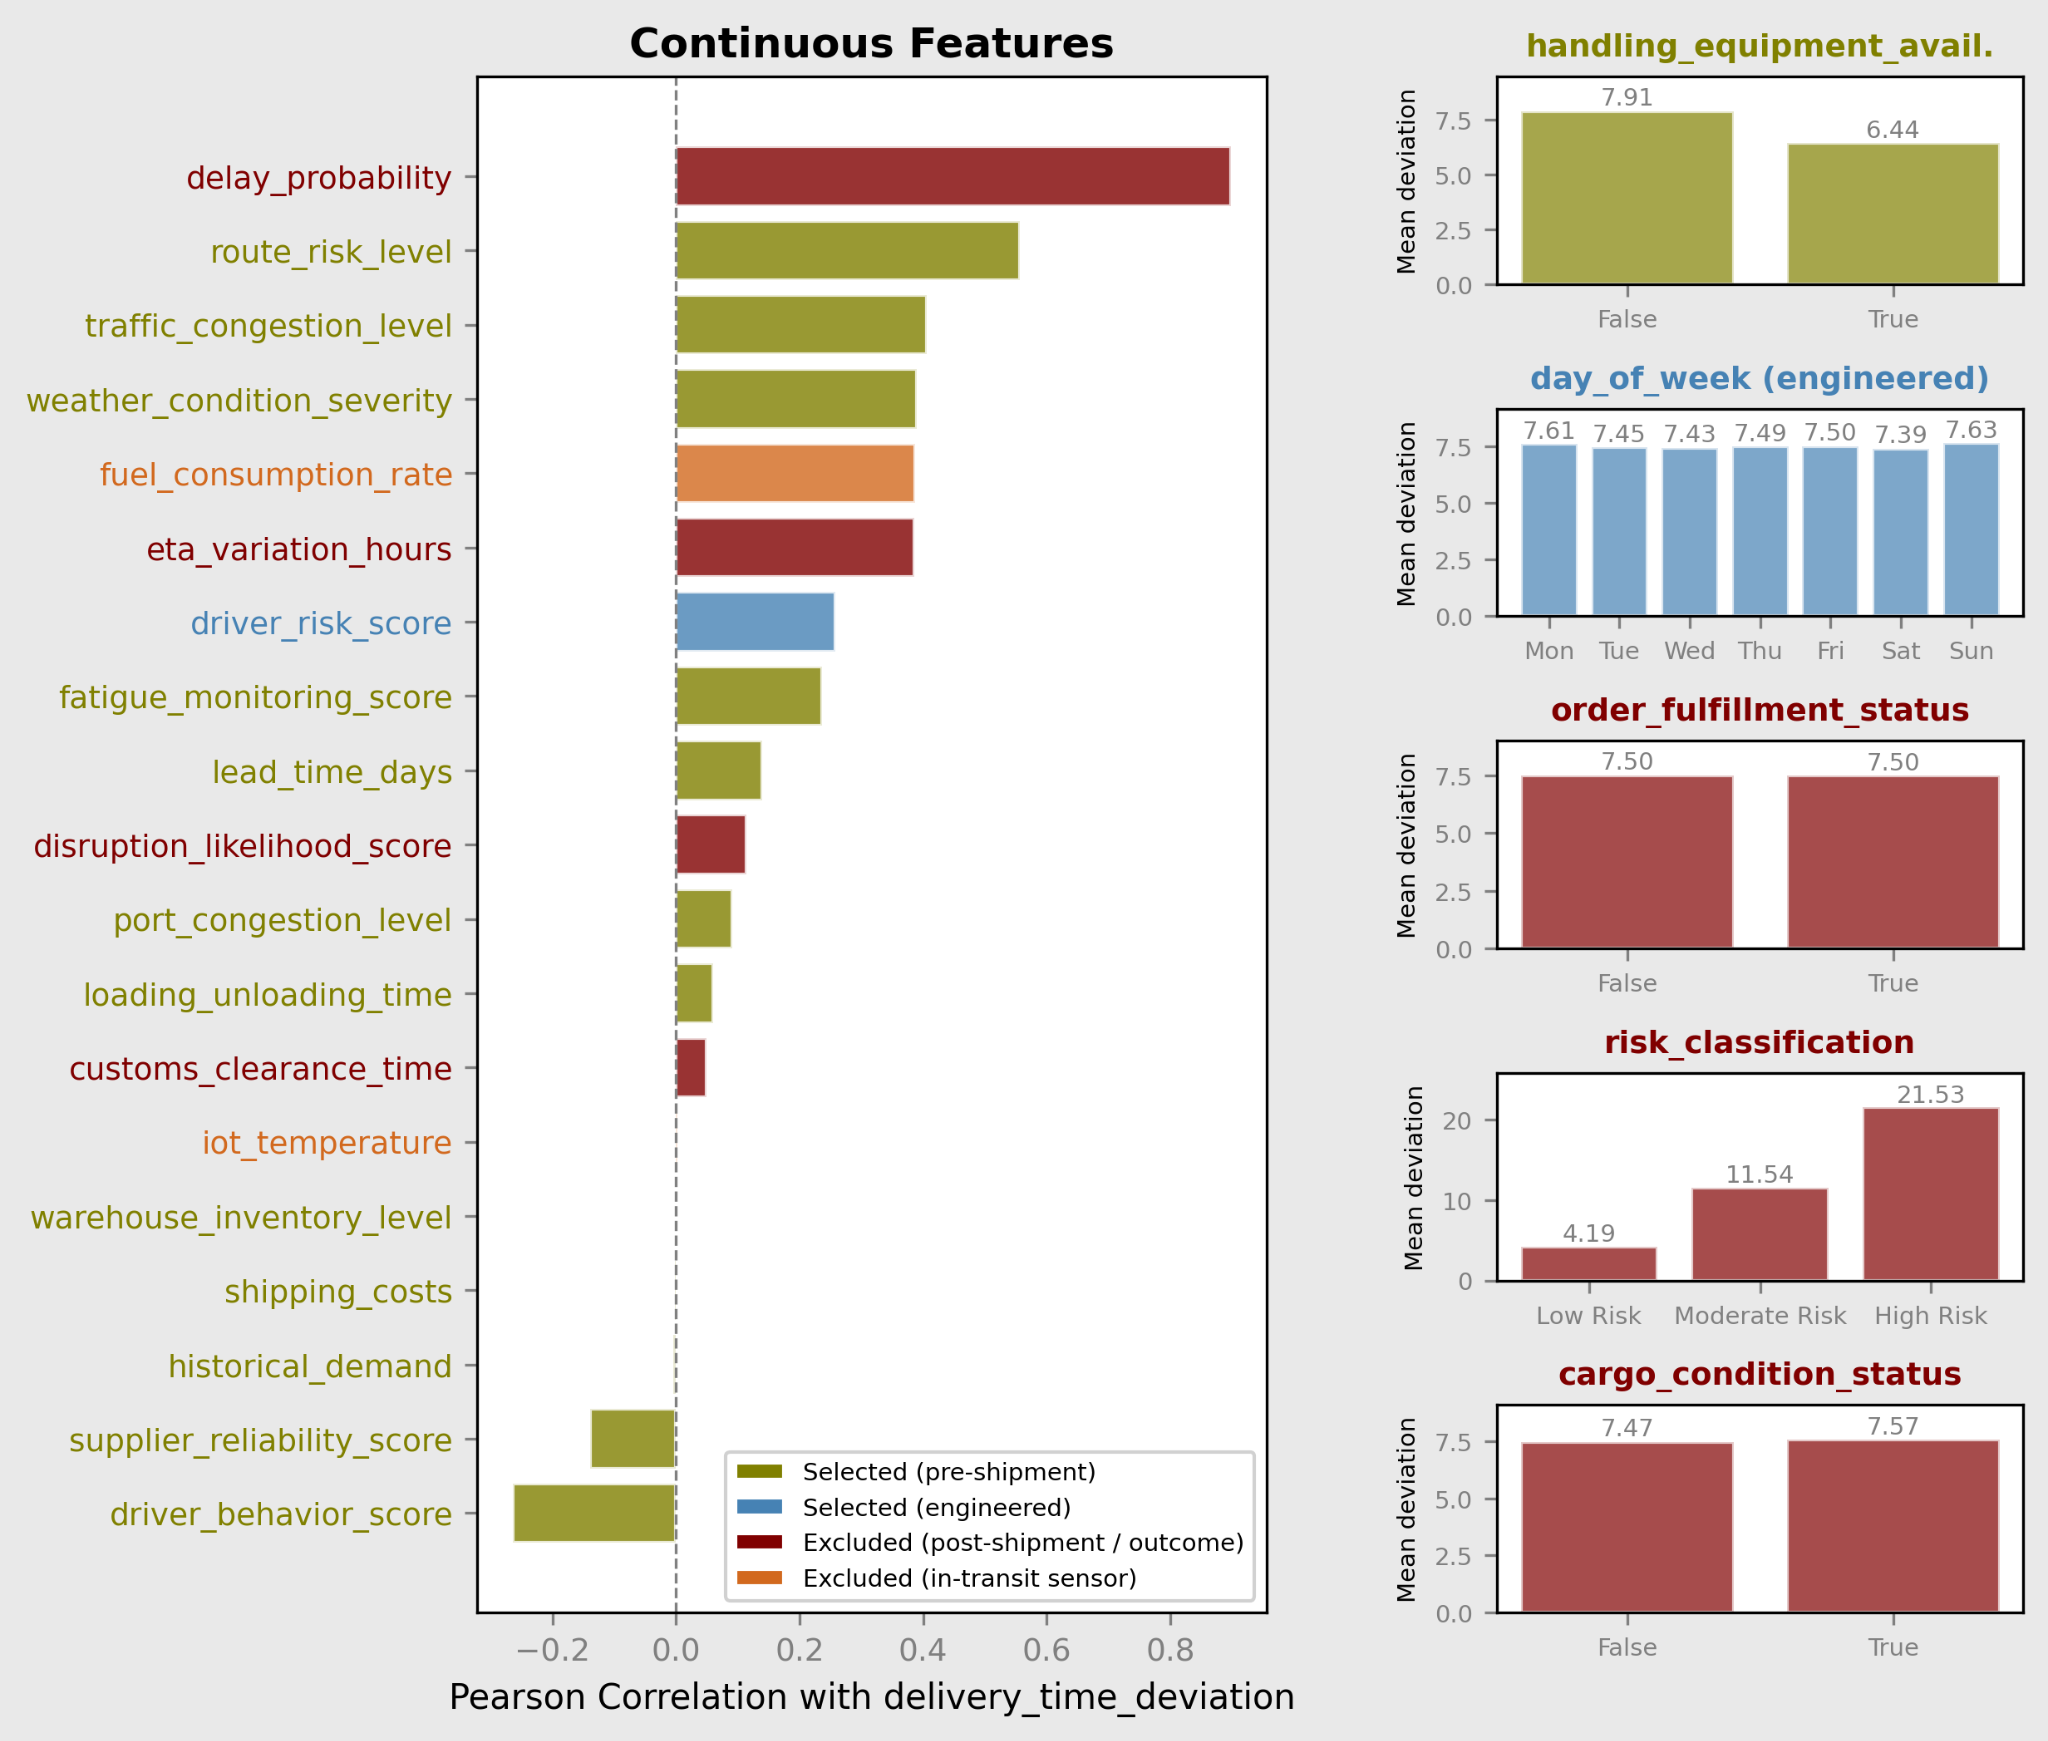 Continuous Features
delay_probability
route_risk_level
traffic_congestion_level
weather_condition_severity
fuel_consumption_rate
eta_variation_hours
driver_risk_score
fatigue_monitoring_score
lead_time_days
disruption_likelihood_score
port_congestion_level
loading_unloading_time
customs_clearance_time
iot_temperature
warehouse_inventory_level
shipping_costs
historical_demand
supplier_reliability_score
driver_behavior_score
Selected (pre-shipment)
Selected (engineered)
Excluded (post-shipment / outcome)
Excluded (in-transit sensor)
−0.2 0.0 0.2 0.4 0.6 0.8
Pearson Correlation with delivery_time_deviation
handling_equipment_avail.
Mean deviation
7.5
5.0
2.5
0.0
7.91 6.44
False True
day_of_week (engineered)
Mean deviation
7.5
5.0
2.5
0.0
7.61 7.45 7.43 7.49 7.50 7.39 7.63
Mon Tue Wed Thu Fri Sat Sun
order_fulfillment_status
Mean deviation
7.5
5.0
2.5
0.0
7.50 7.50
False True
risk_classification
Mean deviation
20
10
0
4.19 11.54 21.53
Low Risk Moderate Risk High Risk
cargo_condition_status
Mean deviation
7.5
5.0
2.5
0.0
7.47 7.57
False True